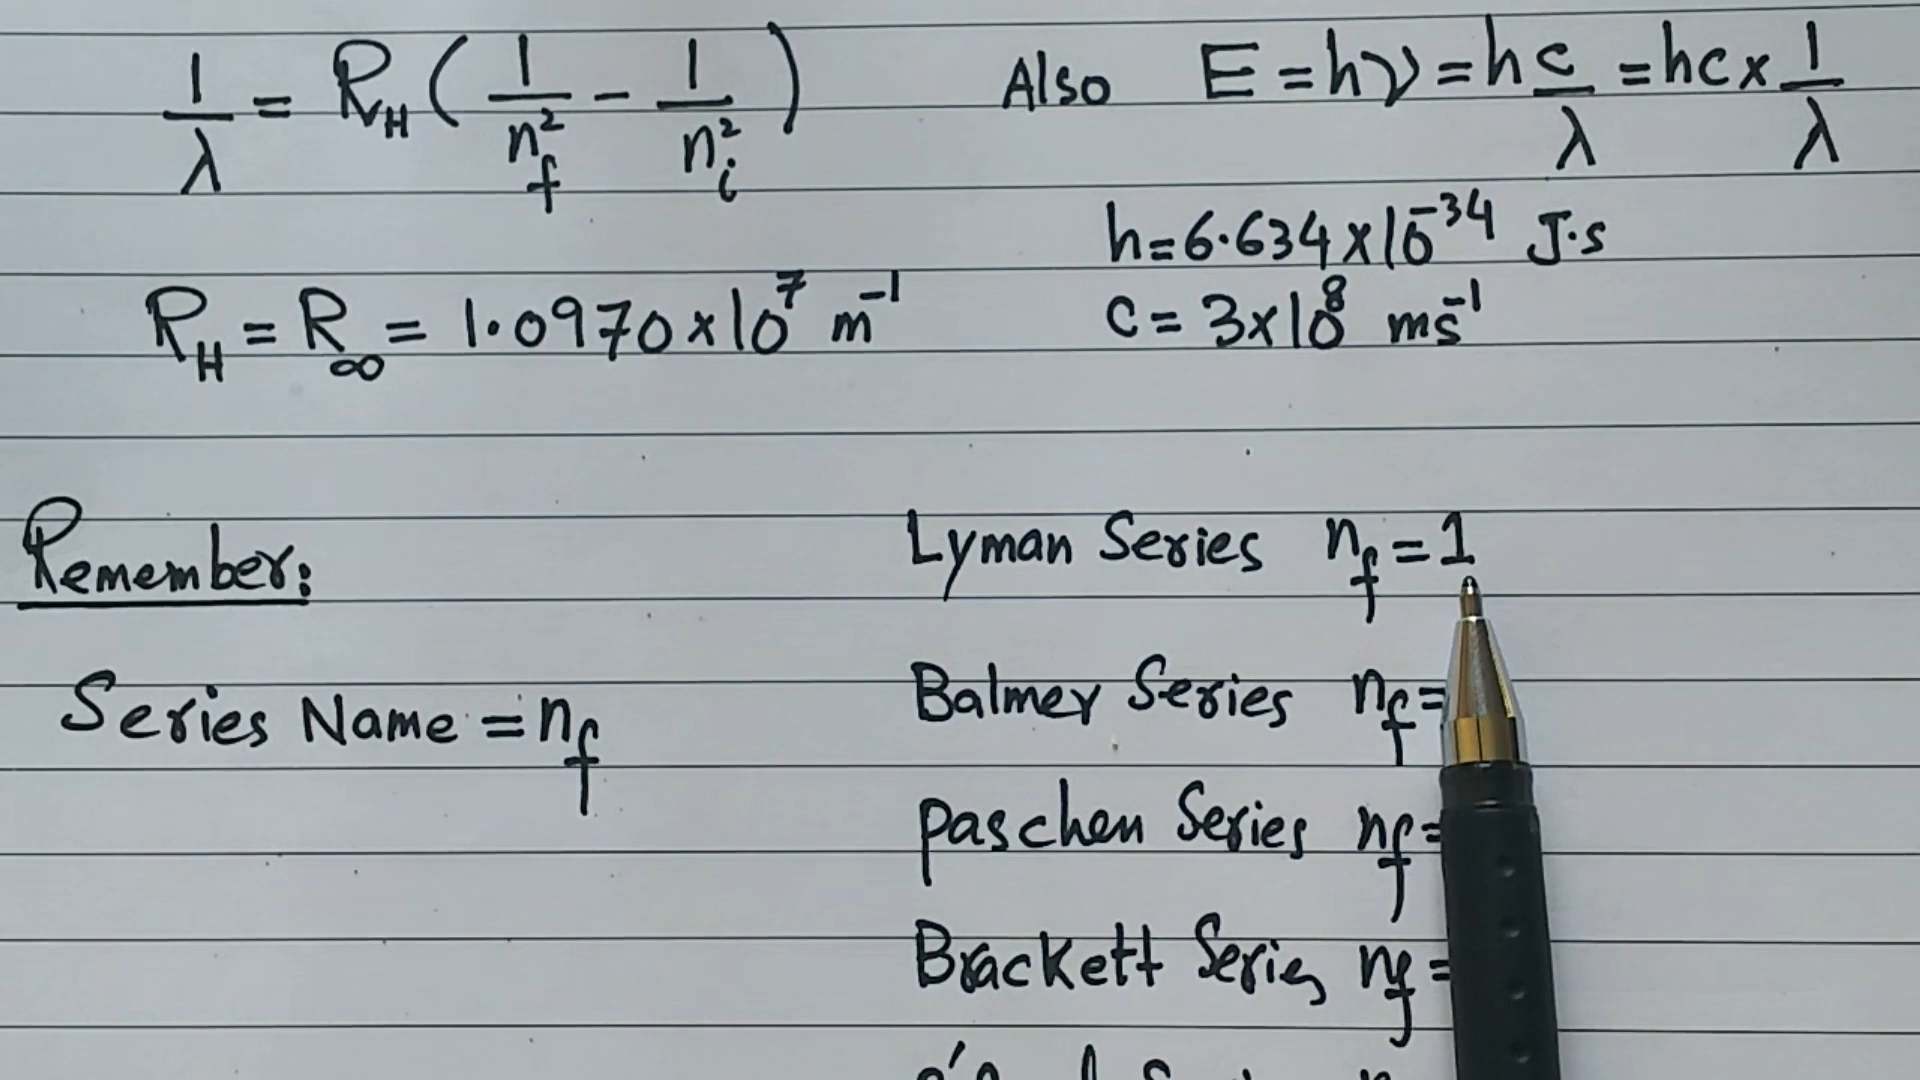 1/λ = R_H ( 1/n_f² - 1/n_i² )
Also E = hν = h c/λ = hc x 1/λ
h = 6.634 x 10⁻³⁴ J.s
R_H = R_∞ = 1.0970 x 10⁷ m⁻¹
c = 3 x 10⁸ ms⁻¹
Remember:
Lyman Series n_f = 1
Series Name = n_f
Balmer Series n_f =
Paschen Series n_f =
Brackett Series n_f =